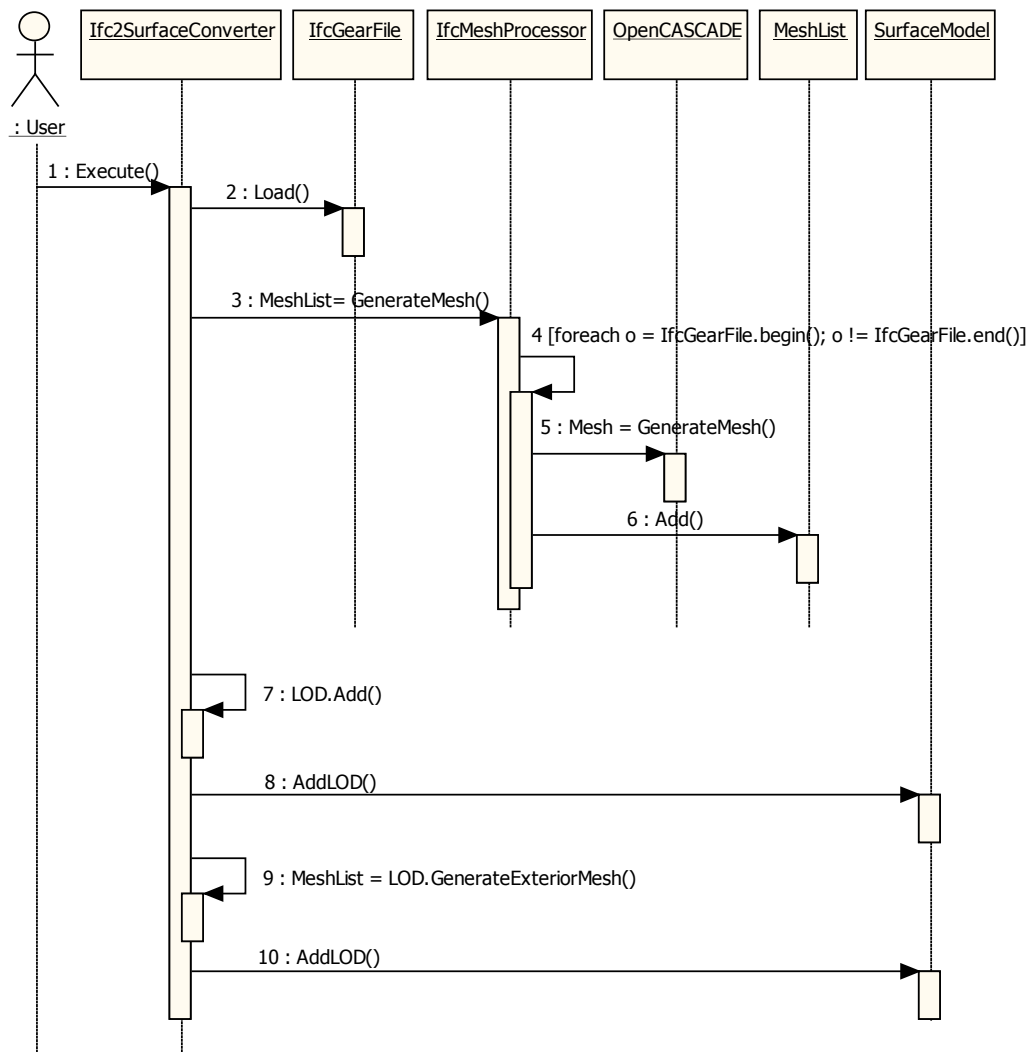 Ifc2SurfaceConverter
IfcGearFile
IfcMeshProcessor
OpenCASCADE
MeshList
SurfaceModel
: User
1 : Execute()
2 : Load()
3 : MeshList= GenerateMesh()
4 [foreach o = IfcGearFile.begin(); o != IfcGearFile.end()]
5 : Mesh = GenerateMesh()
6 : Add()
7 : LOD.Add()
8 : AddLOD()
9 : MeshList = LOD.GenerateExteriorMesh()
10 : AddLOD()